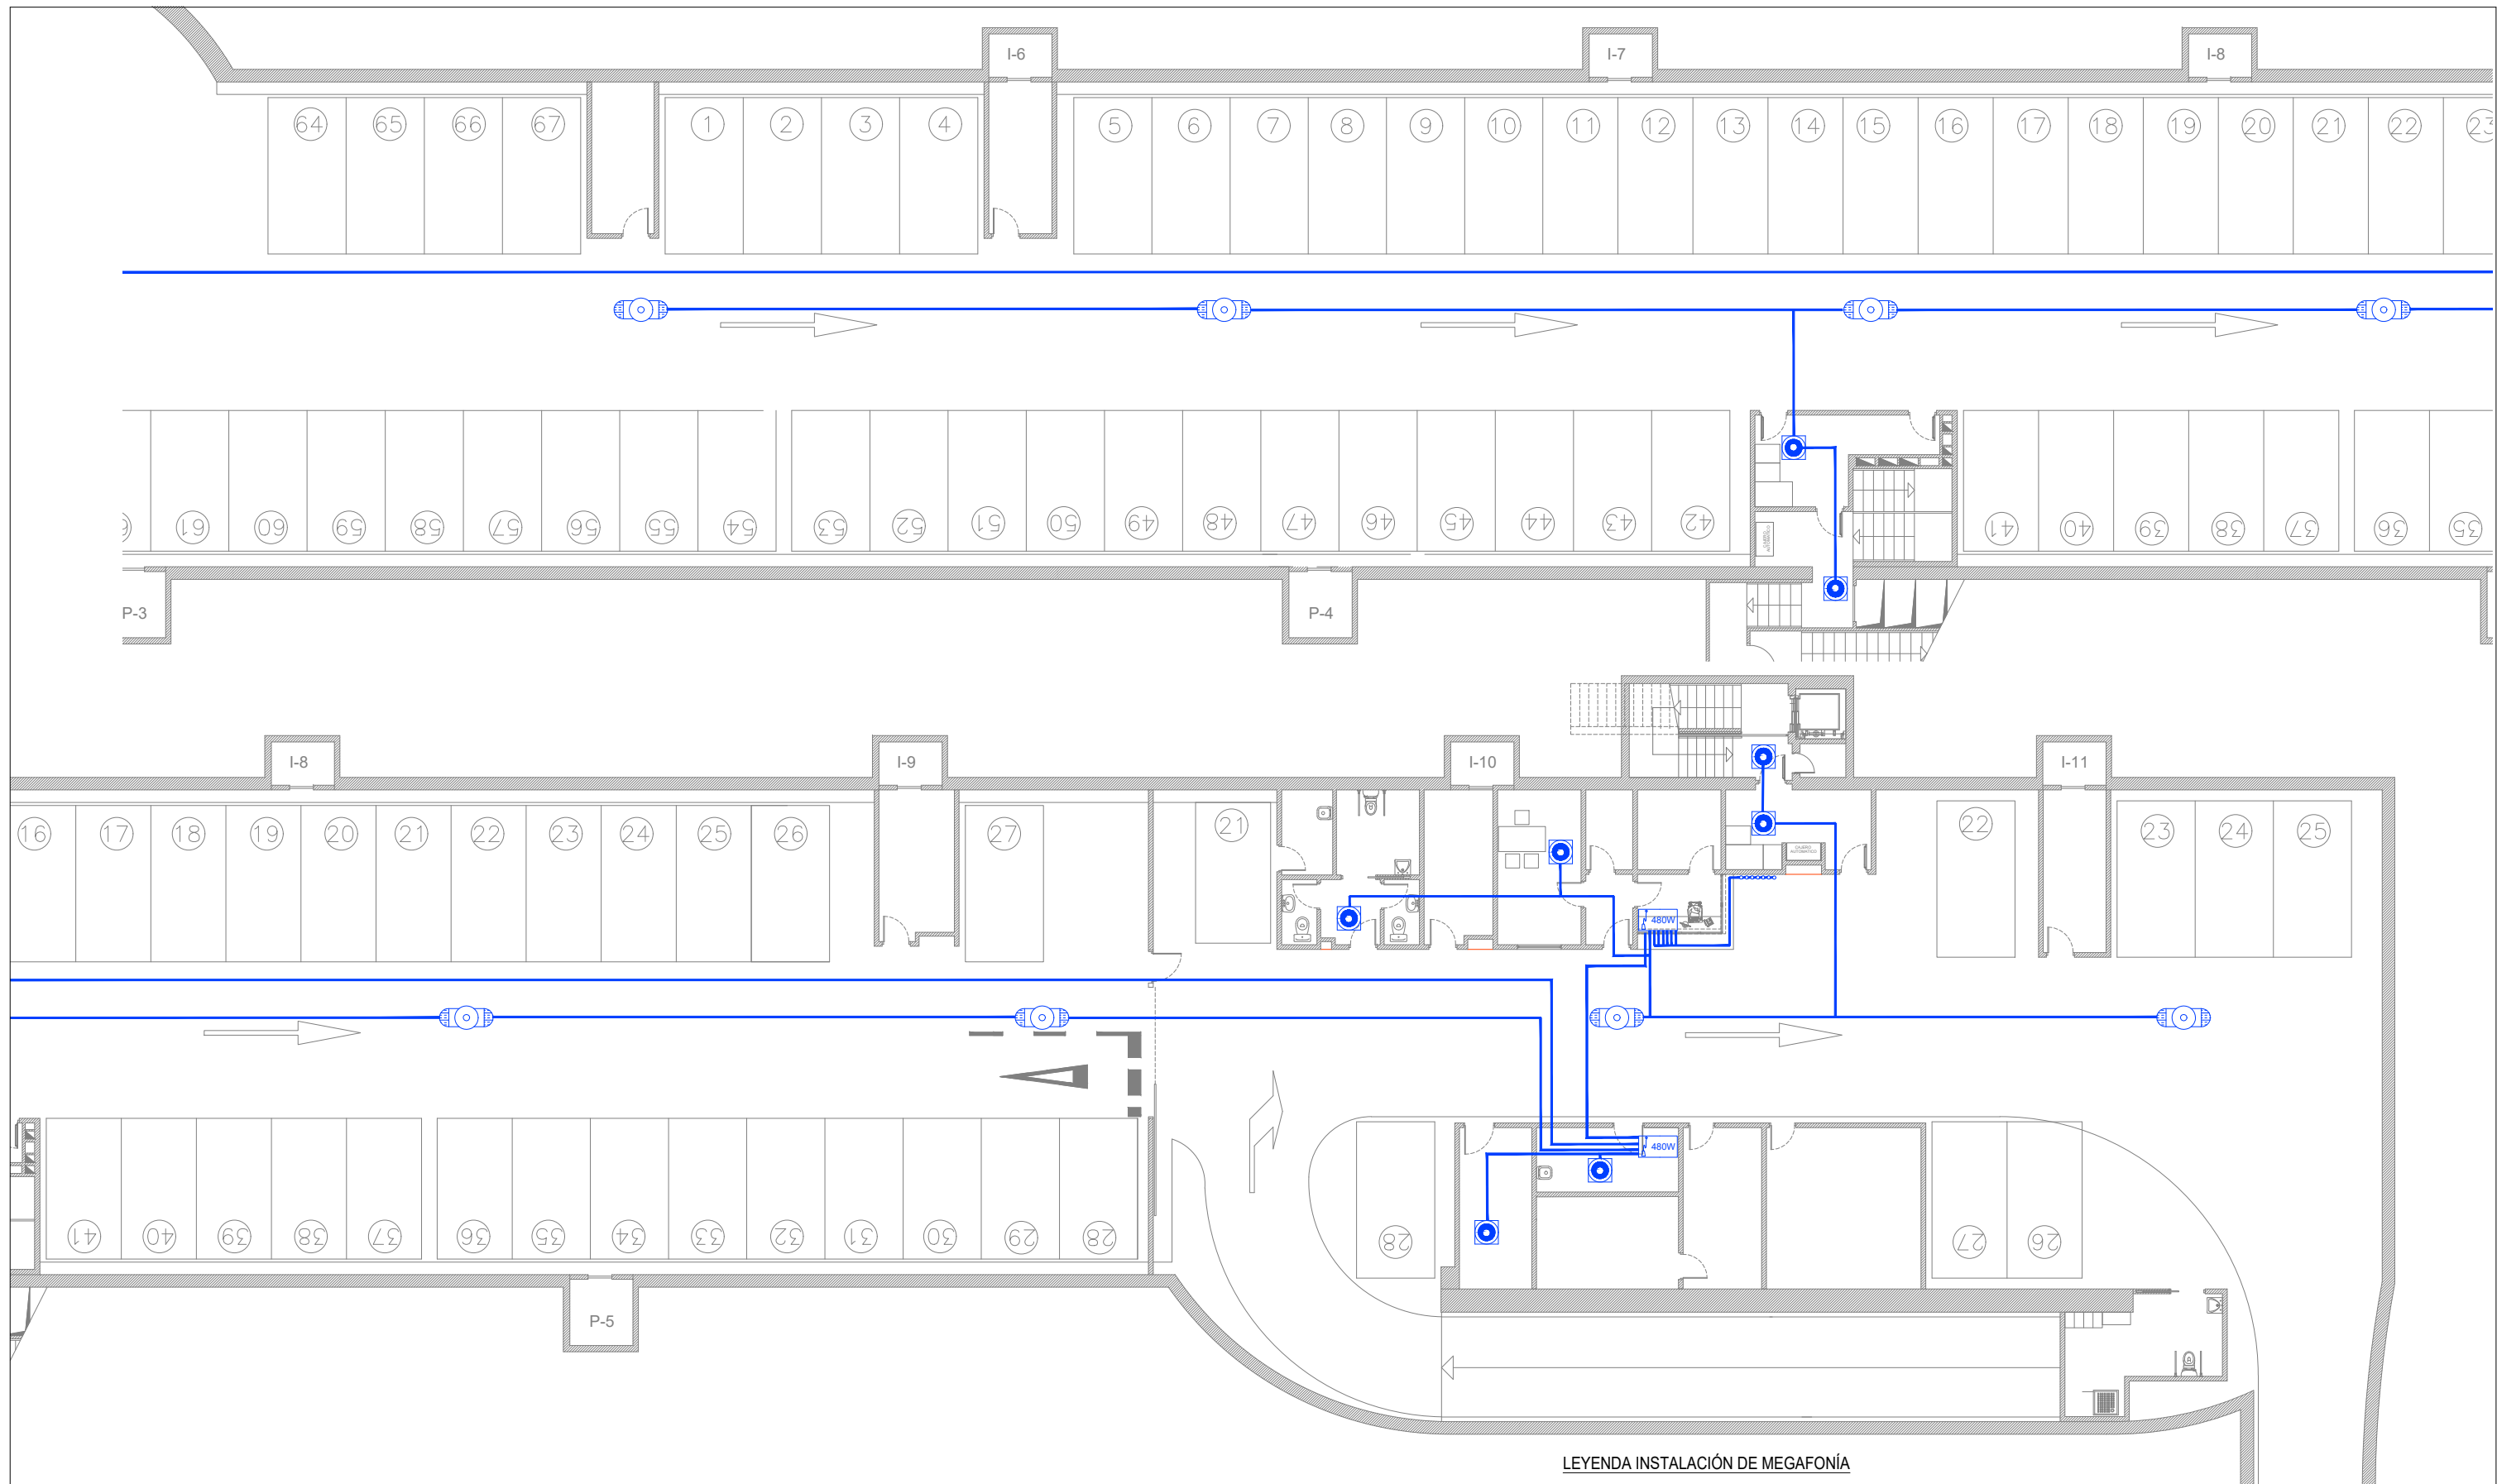 I-6 I-7 I-8
64 65 66 67 1 2 3 4 5 6 7 8 9 10 11 12 13 14 15 16 17 18 19 20 21 22 23
61 60 59 58 57 56 55 54 53 52 51 50 49 48 47 46 45 44 43 42 41 40 39 38 37 36 35
P-3 P-4
I-8 I-9 I-10 I-11
16 17 18 19 20 21 22 23 24 25 26 27 21 22 23 24 25
CAJERO
AUTOMATICO
480W
480W
41 40 39 38 37 36 35 34 33 32 31 30 29 28 28 27 26
P-5
LEYENDA INSTALACIÓN DE MEGAFONÍA